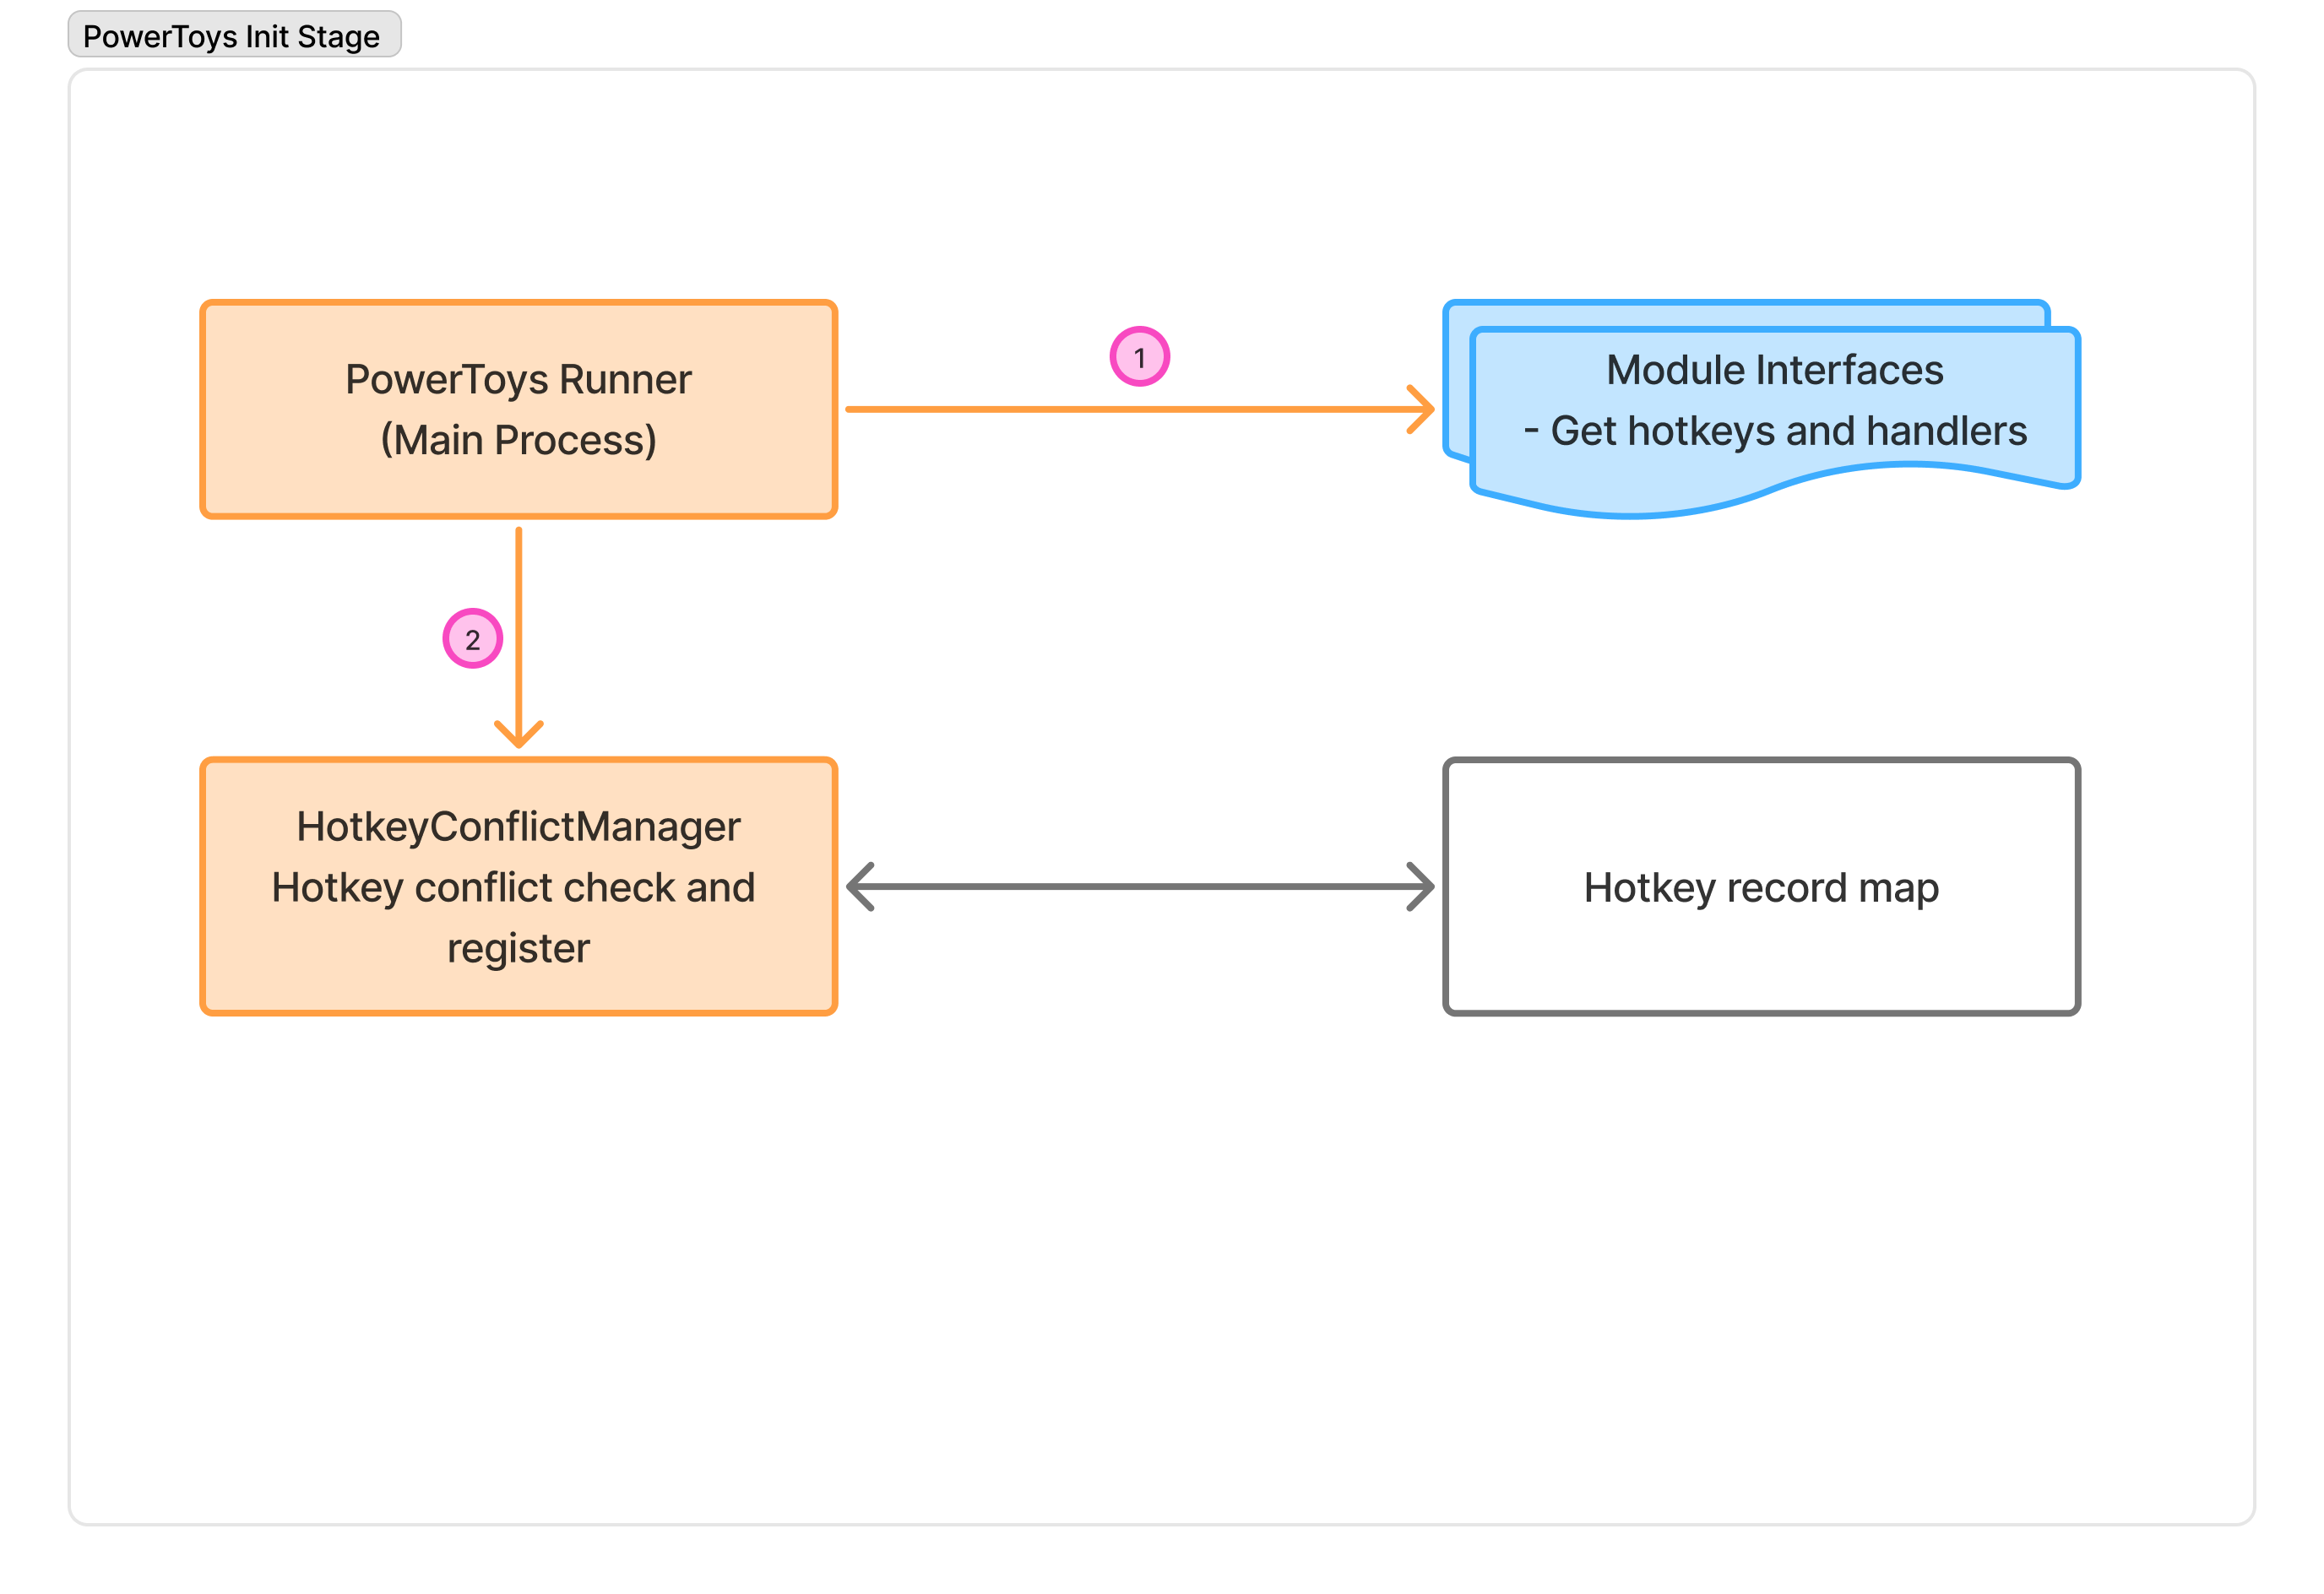 PowerToys Init Stage
PowerToys Runner
(Main Process)
1
Module Interfaces
- Get hotkeys and handlers
2
HotkeyConflictManager
Hotkey conflict check and
register
Hotkey record map